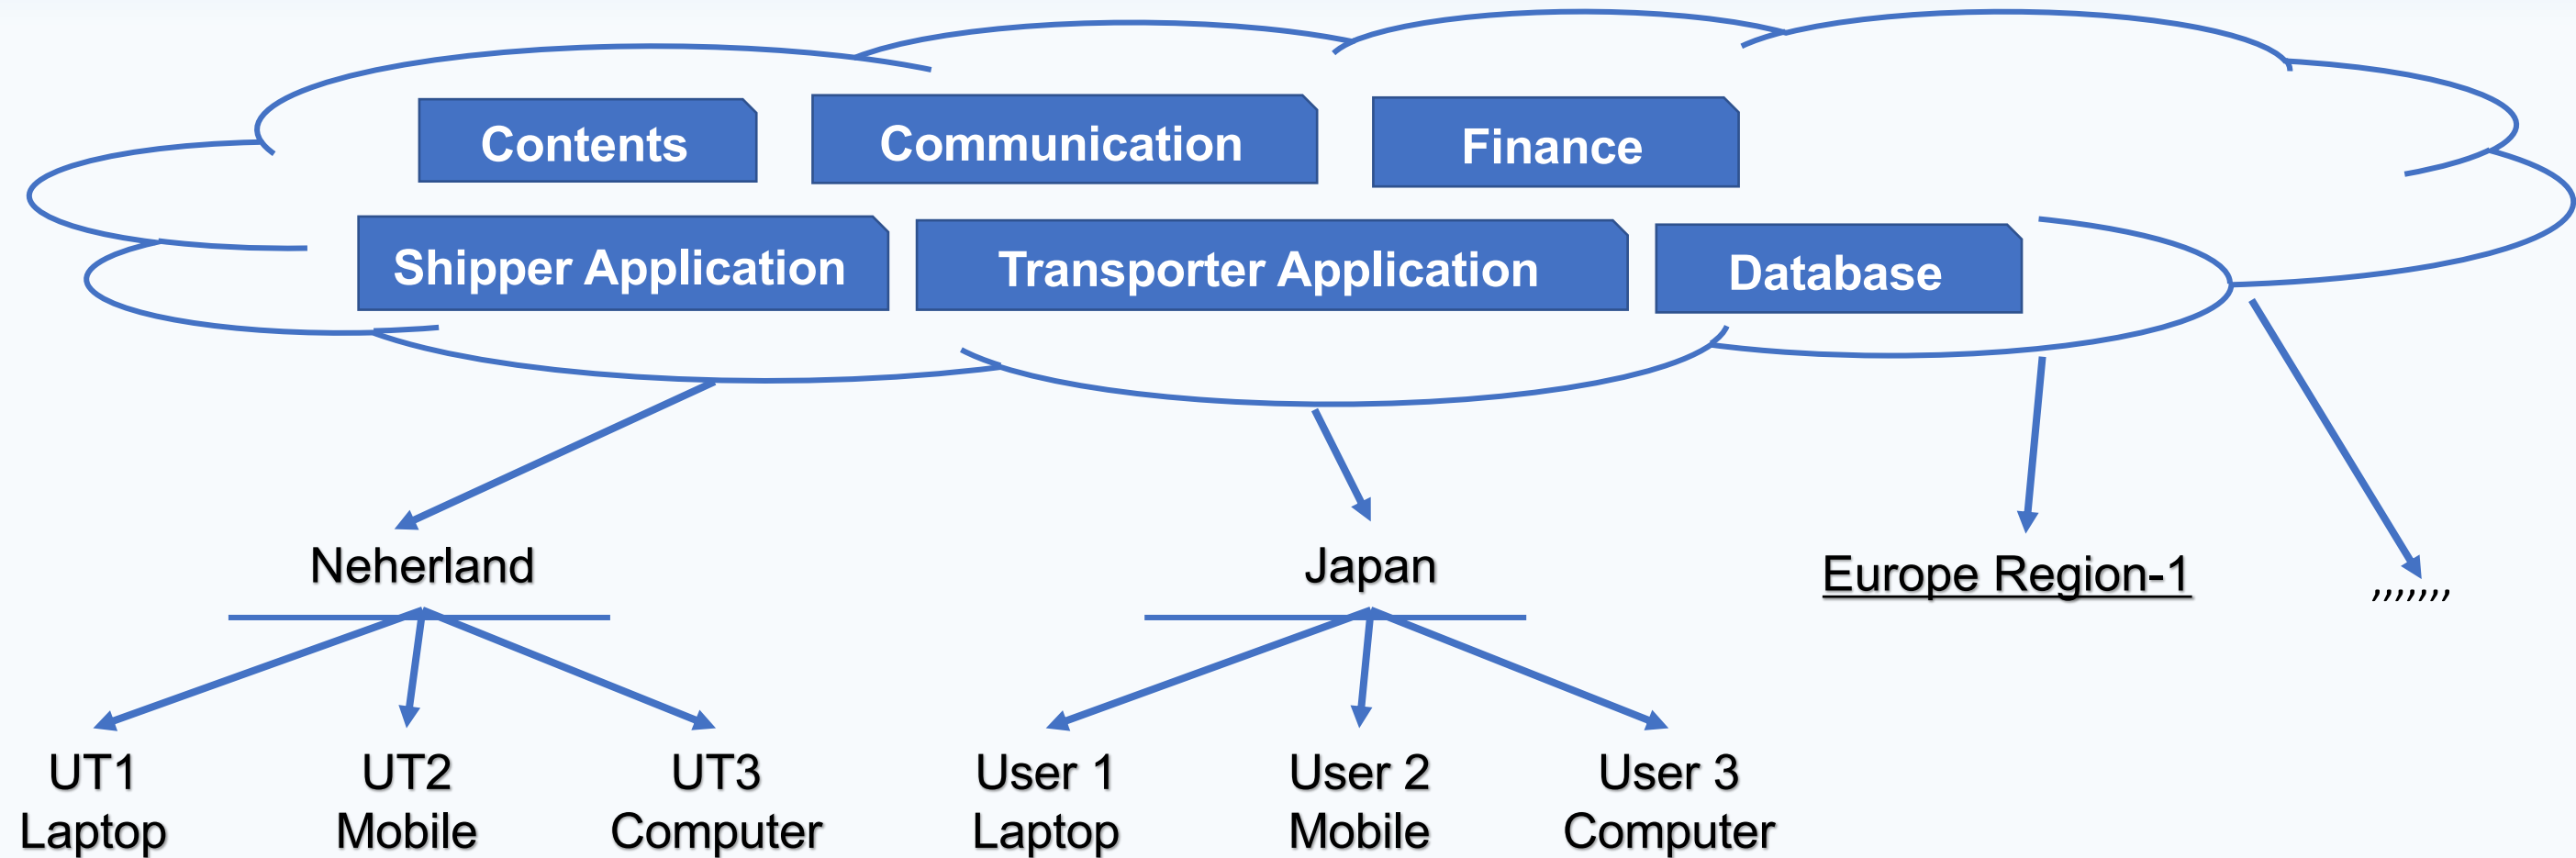 Contents
Communication
Finance
Shipper Application
Transporter Application
Database
Neherland
Japan
Europe Region-1
,,,,,,,
UT1
Laptop
UT2
Mobile
UT3
Computer
User 1
Laptop
User 2
Mobile
User 3
Computer